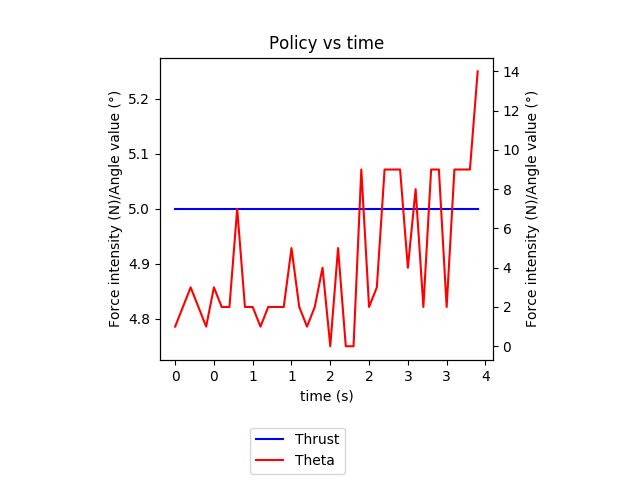 Policy vs time
Force intensity (N)/Angle value (°)
5.2
5.1
5.0
4.9
4.8
14
12
10
8
6
4
2
0
Force intensity (N)/Angle value (°)
0 0 1 1 2 2 3 3 4
time (s)
Thrust
Theta